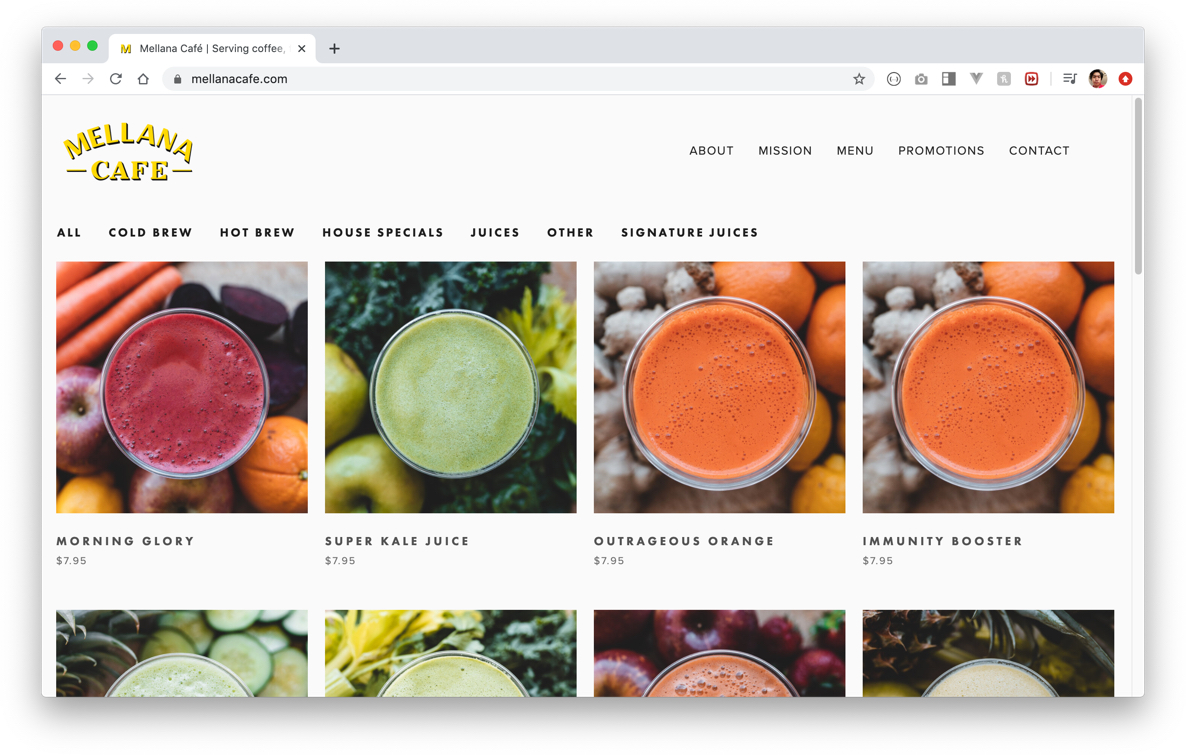 Mellana Café | Serving coffee,
mellanacafe.com
MELLANA
CAFE
ABOUT MISSION MENU PROMOTIONS CONTACT
ALL COLD BREW HOT BREW HOUSE SPECIALS JUICES OTHER SIGNATURE JUICES
MORNING GLORY SUPER KALE JUICE OUTRAGEOUS ORANGE IMMUNITY BOOSTER
$7.95 $7.95 $7.95 $7.95